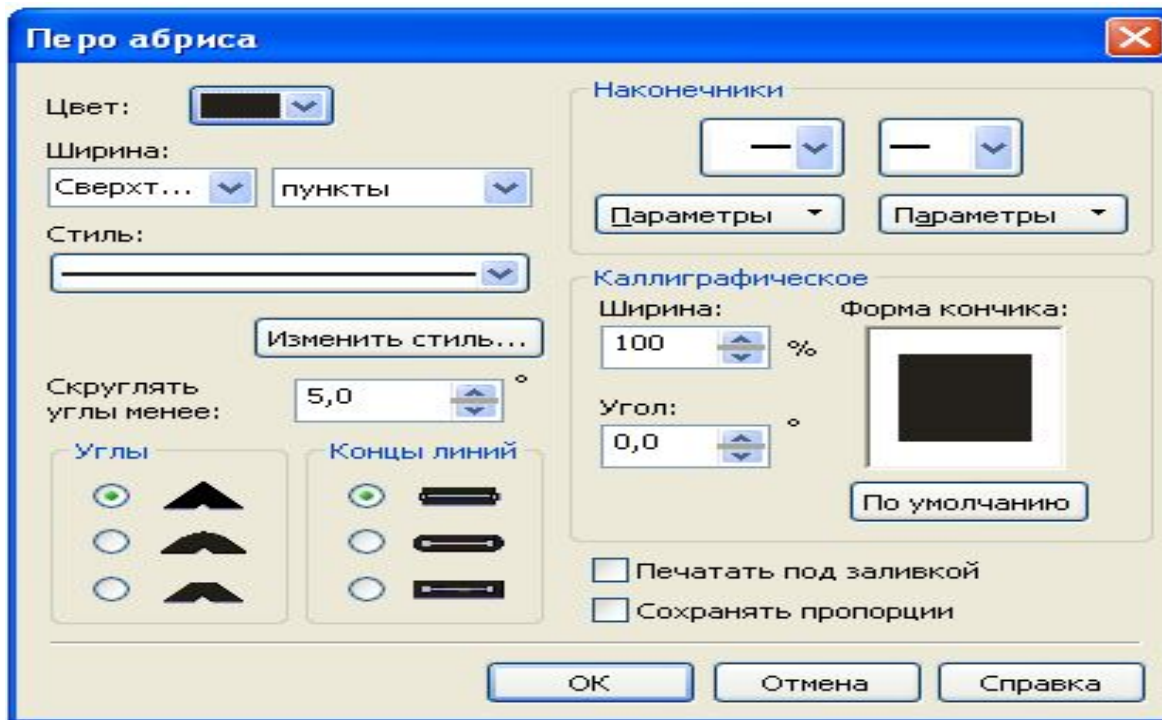 Перо абриса
Цвет:
Ширина:
Сверхт... пункты
Стиль:
Изменить стиль...
Скруглять
углы менее:
5,0 °
Углы
Концы линий
Наконечники
Параметры Параметры
Каллиграфическое
Ширина:
100 %
Угол:
0,0 °
Форма кончика:
По умолчанию
Печатать под заливкой
Сохранять пропорции
ОК Отмена Справка